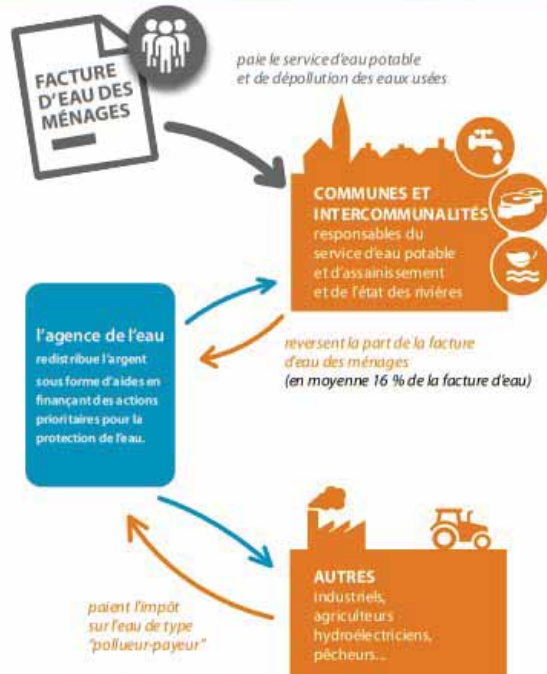 FACTURE
D'EAU DES
MÉNAGES
paie le service d'eau potable
et de dépollution des eaux usées
COMMUNES ET
INTERCOMMUNALITÉS
responsables du
service d'eau potable
et d'assainissement
et de l'état des rivières
l'agence de l'eau
redistribue l'argent
sous forme d'aides en
finançant des actions
prioritaires pour la
protection de l'eau.
reversent la part de la facture
d'eau des ménages
(en moyenne 16 % de la facture d'eau)
AUTRES
industriels,
agriculteurs
hydroélectriciens,
pêcheurs...
paient l'impôt
sur l'eau de type
"pollueur-payeur"